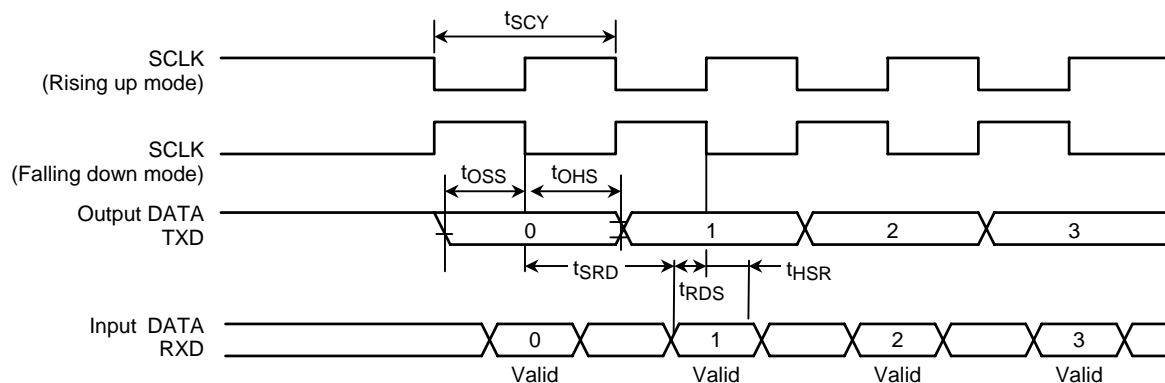 tSCY
SCLK
(Rising up mode)
SCLK
(Falling down mode)
tOSS tOHS
Output DATA
TXD
0 1 2 3
tSRD tRDS tHSR
Input DATA
RXD
0 1 2 3
Valid Valid Valid Valid